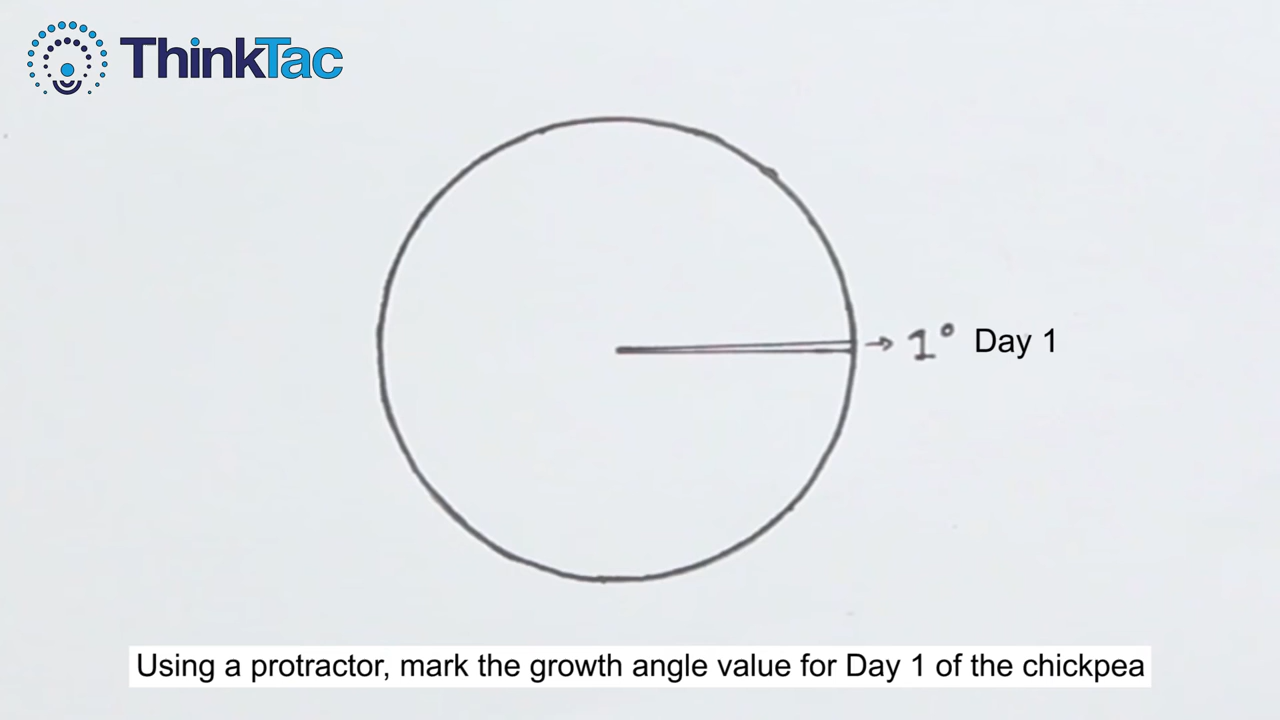 ThinkTac
→ 1° Day 1
Using a protractor, mark the growth angle value for Day 1 of the chickpea